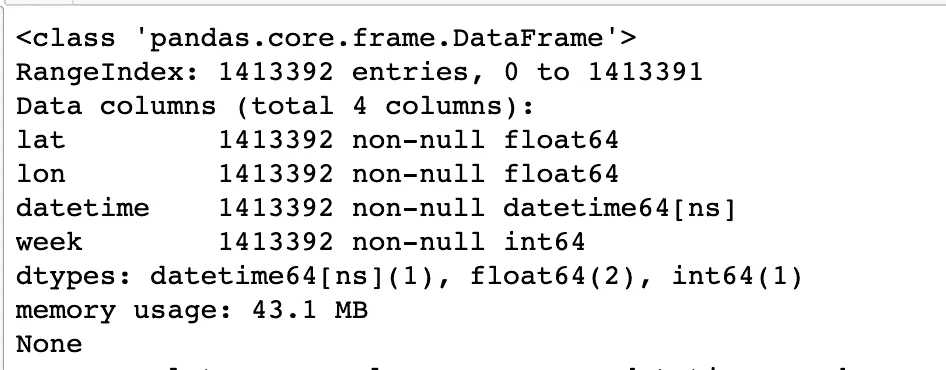 <class 'pandas.core.frame.DataFrame'>
RangeIndex: 1413392 entries, 0 to 1413391
Data columns (total 4 columns):
lat         1413392 non-null float64
lon         1413392 non-null float64
datetime    1413392 non-null datetime64[ns]
week        1413392 non-null int64
dtypes: datetime64[ns](1), float64(2), int64(1)
memory usage: 43.1 MB
None